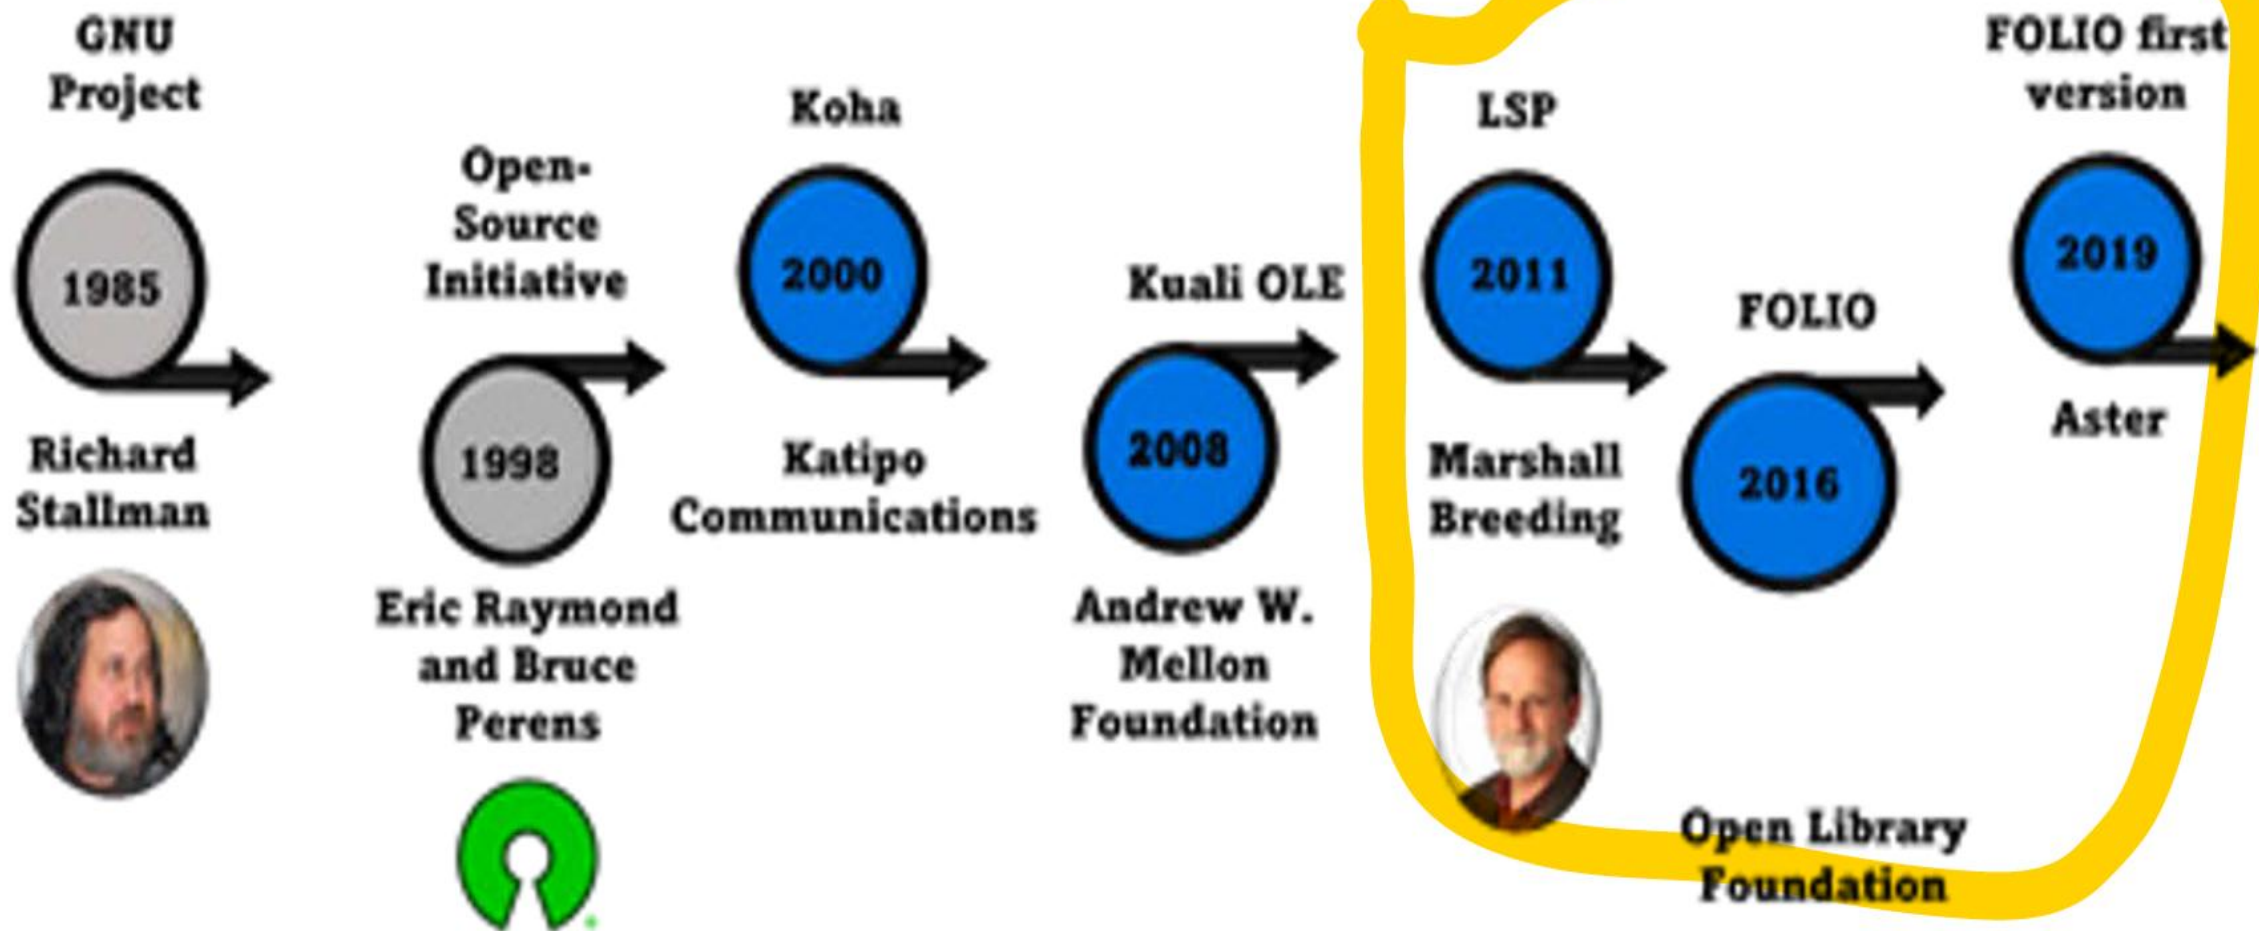 GNU
Project
1985
Richard
Stallman
Open-
Source
Initiative
1998
Eric Raymond
and Bruce
Perens
Koha
2000
Katipo
Communications
Kuali OLE
2008
Andrew W.
Mellon
Foundation
LSP
2011
Marshall
Breeding
FOLIO
2016
Open Library
Foundation
FOLIO first
version
2019
Aster